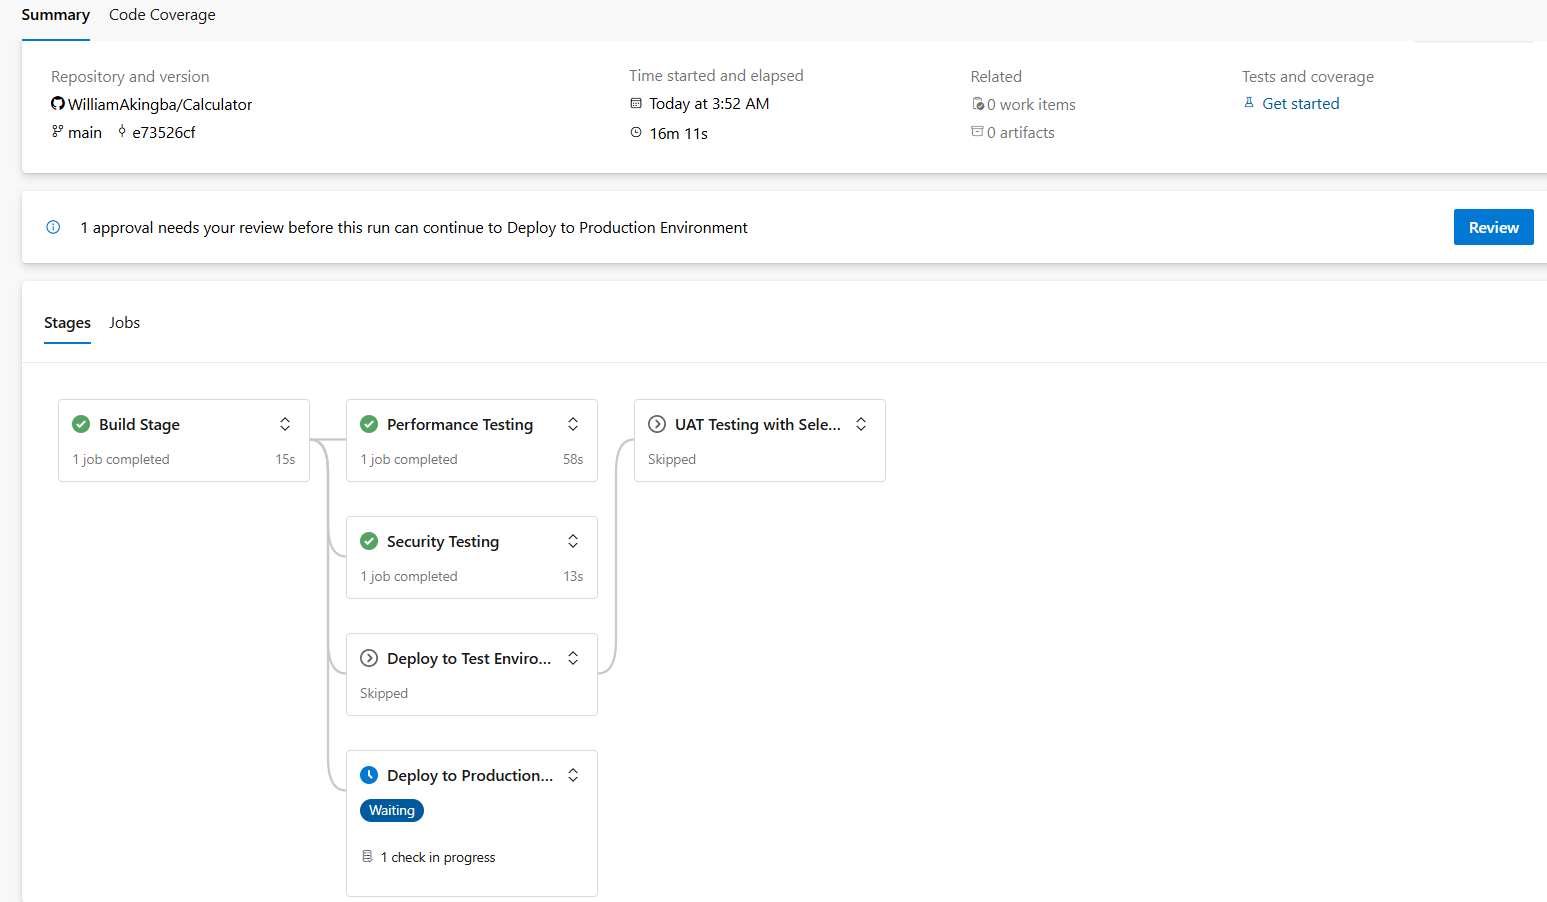 Summary Code Coverage
Repository and version
WilliamAkingba/Calculator
main e73526cf
Time started and elapsed
Today at 3:52 AM
16m 11s
Related
0 work items
0 artifacts
Tests and coverage
Get started
1 approval needs your review before this run can continue to Deploy to Production Environment
Review
Stages Jobs
Build Stage
1 job completed 15s
Performance Testing
1 job completed 58s
UAT Testing with Sele...
Skipped
Security Testing
1 job completed 13s
Deploy to Test Enviro...
Skipped
Deploy to Production...
Waiting
1 check in progress